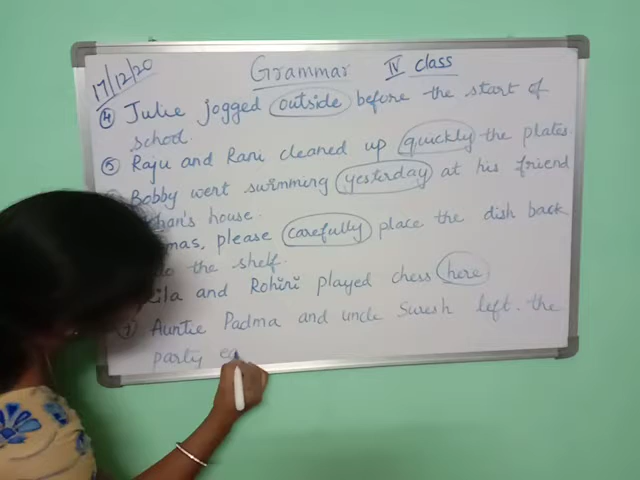 17/12/20 Grammar IV class
④ Julie jogged outside before the start of
school.
⑤ Raju and Rani cleaned up quickly the plates
Bobby went swimming yesterday at his friend
house.
please carefully place the dish back
the shelf.
and Rohini played chess here
Auntie Padma and uncle Suresh left the
party